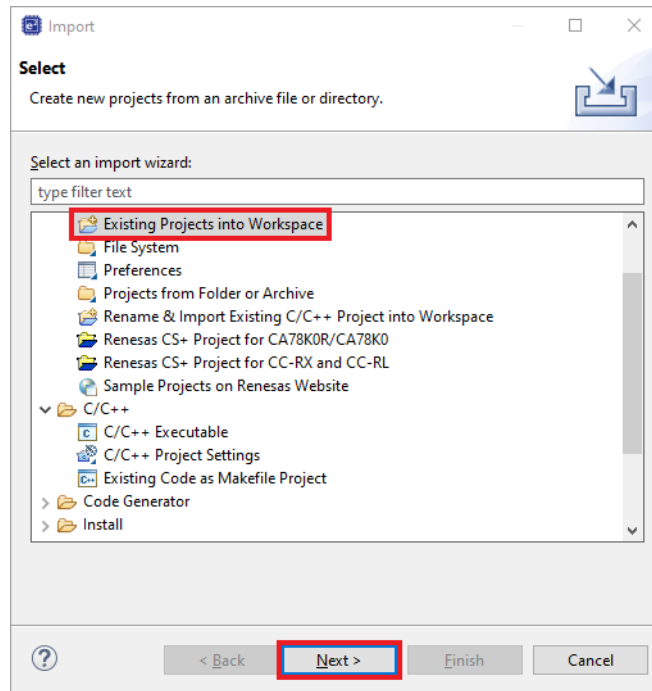 Import
Select
Create new projects from an archive file or directory.
Select an import wizard:
type filter text
Existing Projects into Workspace
File System
Preferences
Projects from Folder or Archive
Rename & Import Existing C/C++ Project into Workspace
Renesas CS+ Project for CA78K0R/CA78K0
Renesas CS+ Project for CC-RX and CC-RL
Sample Projects on Renesas Website
C/C++
C/C++ Executable
C/C++ Project Settings
Existing Code as Makefile Project
Code Generator
Install
< Back Next > Finish Cancel